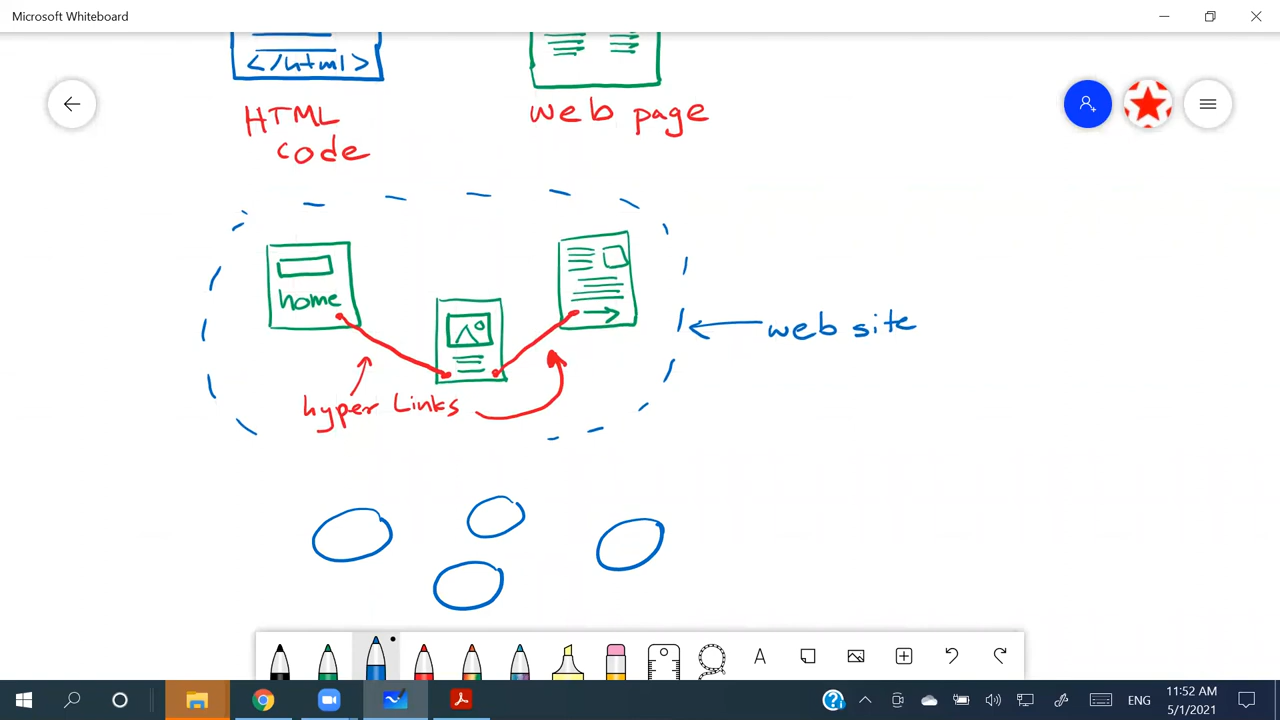 Microsoft Whiteboard
</html>
HTML
code
web page
home
web site
hyper Links
A
ENG
11:52 AM
5/1/2021